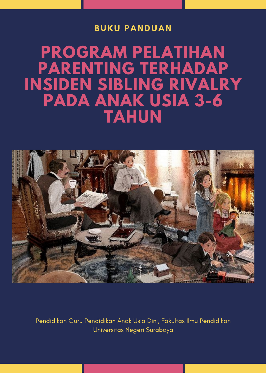 BUKU PANDUAN
PROGRAM PELATIHAN
PARENTING TERHADAP
INSIDEN SIBLING RIVALRY
PADA ANAK USIA 3-6
TAHUN
Pendidikan Guru Pendidikan Anak Usia Dini, Fakultas Ilmu Pendidikan
Universitas Negeri Surabaya